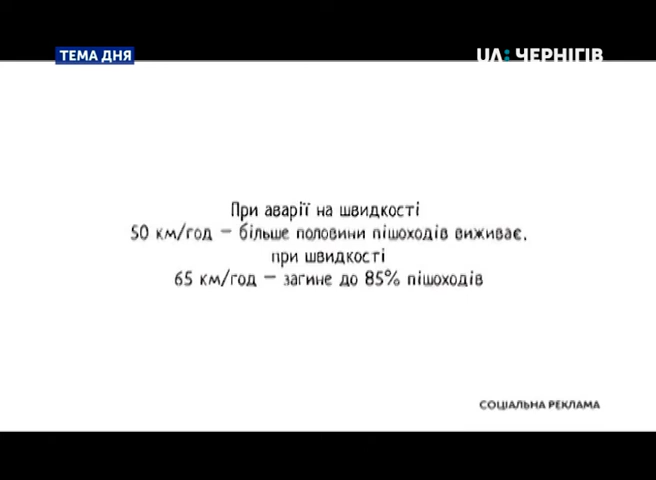 ТЕМА ДНЯ
UA: ЧЕРНІГІВ
При аварії на швидкості
50 км/год – більше половини пішоходів виживає,
при швидкості
65 км/год – загине до 85% пішоходів
СОЦІАЛЬНА РЕКЛАМА